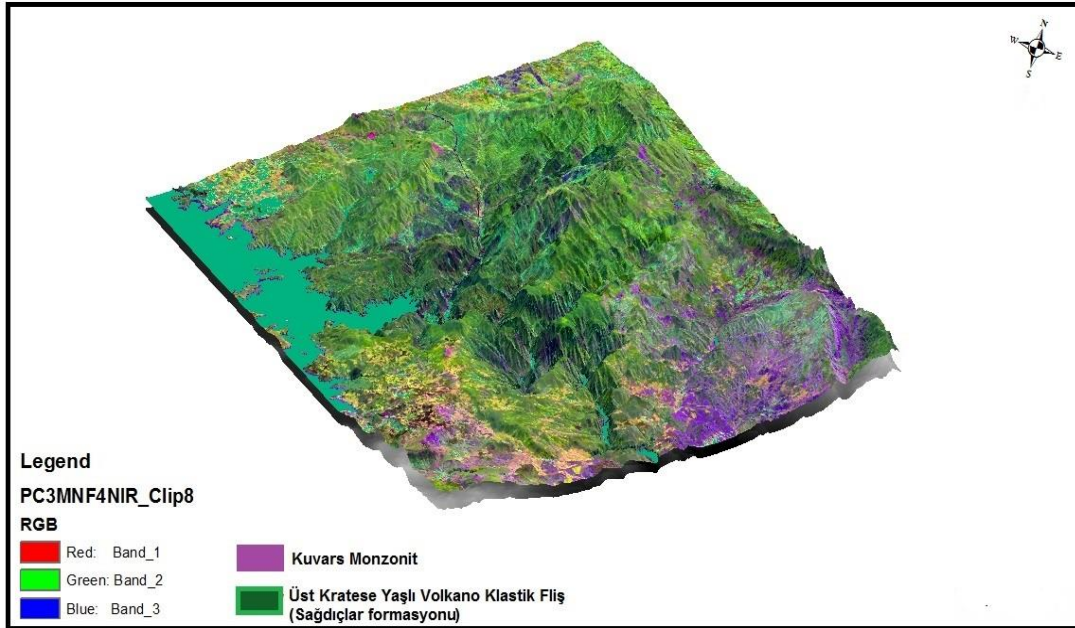 N
W
E
S
Legend
PC3MNF4NIR_Clip8
RGB
Red: Band_1
Green: Band_2
Blue: Band_3
Kuvars Monzonit
Üst Kratese Yaşlı Volkano Klastik Fliş
(Sağdıçlar formasyonu)